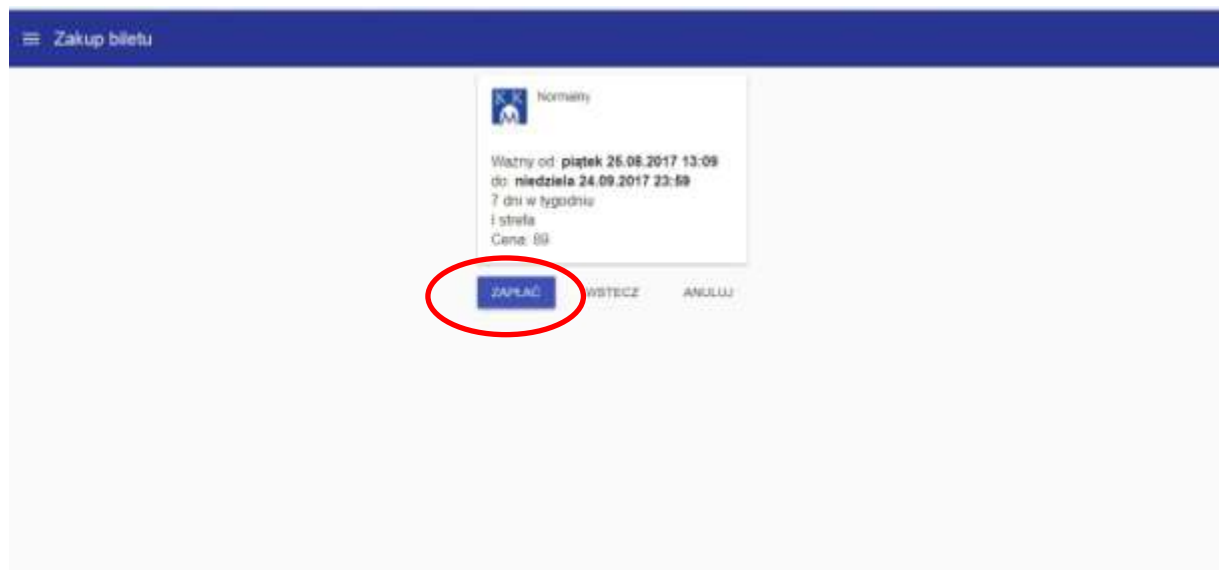 Zakup biletu
K K
M
Normalny
Ważny od: piątek 25.08.2017 13:09
do: niedziela 24.09.2017 23:59
7 dni w tygodniu
I strefa
Cena: 89
ZAPŁAĆ WSTECZ ANULUJ